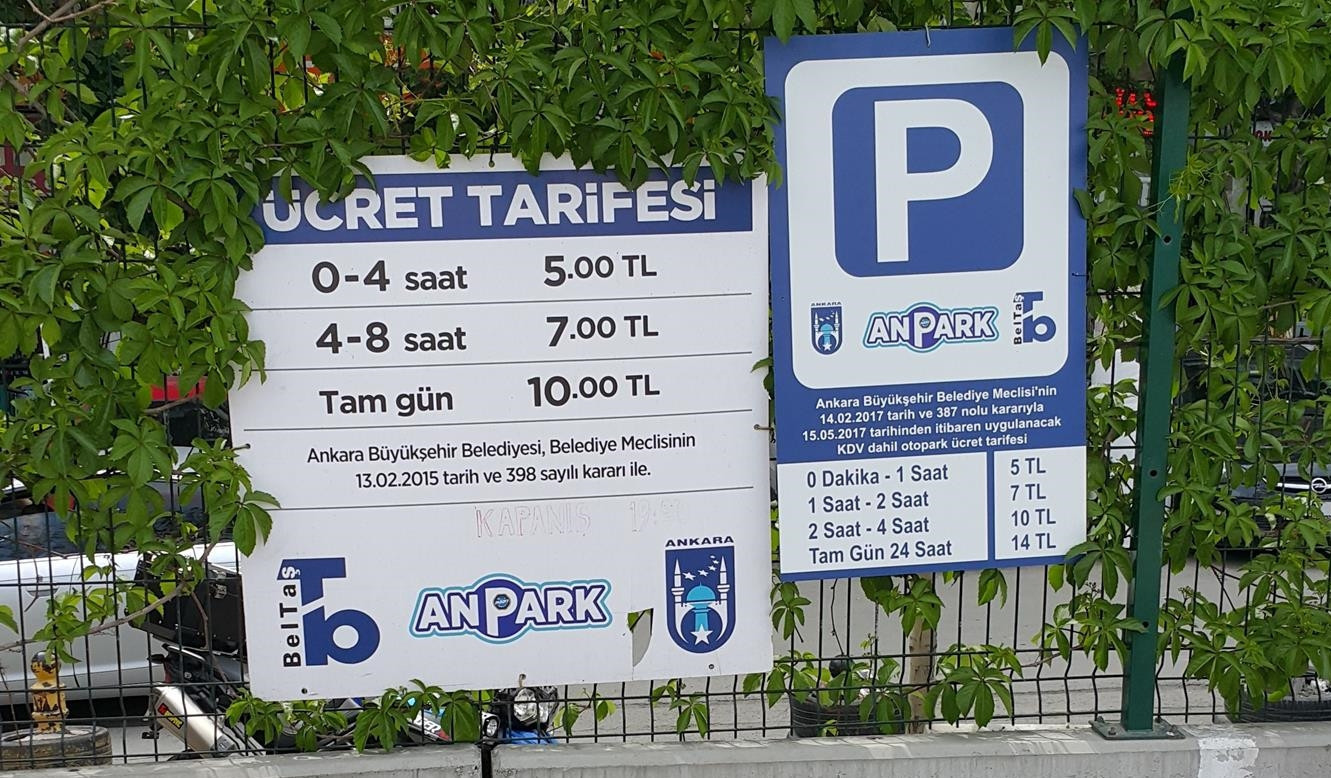 ÜCRET TARİFESİ
0-4 saat 5.00 TL
4-8 saat 7.00 TL
Tam gün 10.00 TL
Ankara Büyükşehir Belediyesi, Belediye Meclisinin
13.02.2015 tarih ve 398 sayılı kararı ile.
KAPANIŞ
BelTaş Tb
ANPARK
ANKARA
P
ANKARA
ANPARK
BelTaş Tb
Ankara Büyükşehir Belediye Meclisi'nin
14.02.2017 tarih ve 387 nolu kararıyla
15.05.2017 tarihinden itibaren uygulanacak
KDV dahil otopark ücret tarifesi
0 Dakika - 1 Saat 5 TL
1 Saat - 2 Saat 7 TL
2 Saat - 4 Saat 10 TL
Tam Gün 24 Saat 14 TL